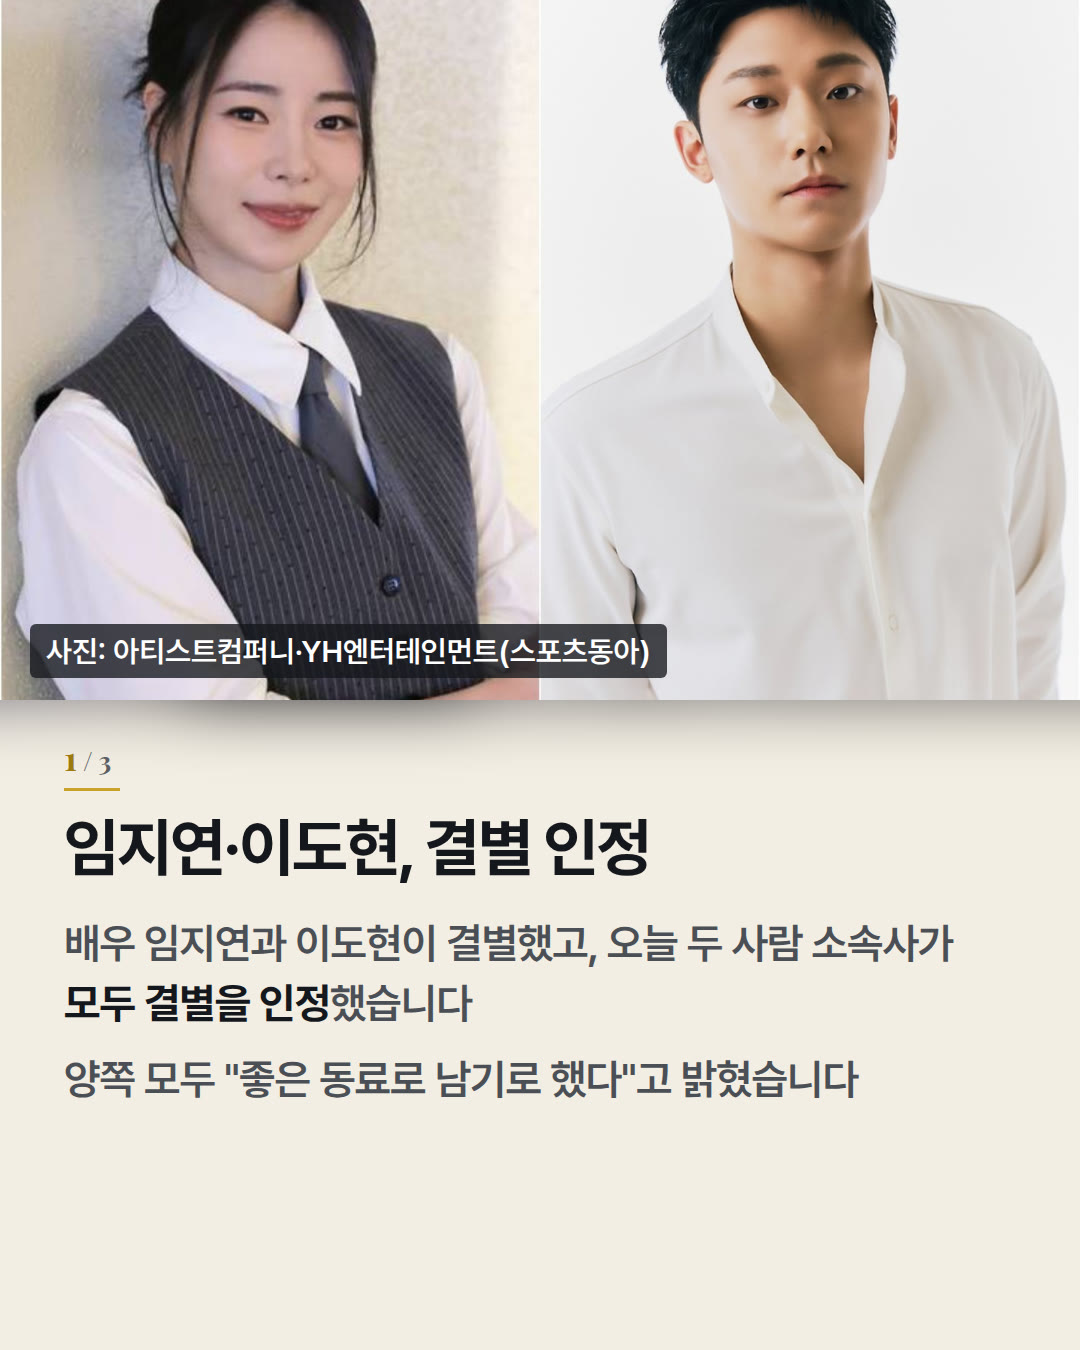 사진: 아티스트컴퍼니·YH엔터테인먼트(스포츠동아)
1 / 3
임지연·이도현, 결별 인정
배우 임지연과 이도현이 결별했고, 오늘 두 사람 소속사가
모두 결별을 인정했습니다
양쪽 모두 "좋은 동료로 남기로 했다"고 밝혔습니다